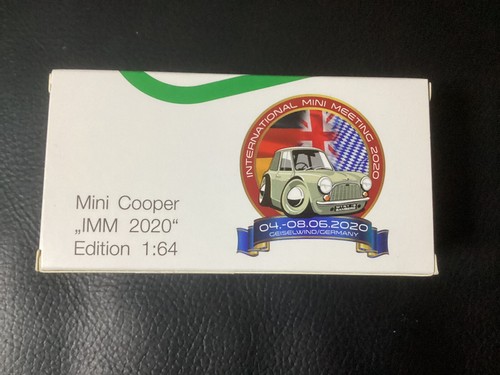 INTERNATIONAL MINI MEETING 2020
Mini Cooper
„IMM 2020“
Edition 1:64
04.-08.06.2020
GEISELWIND/GERMANY